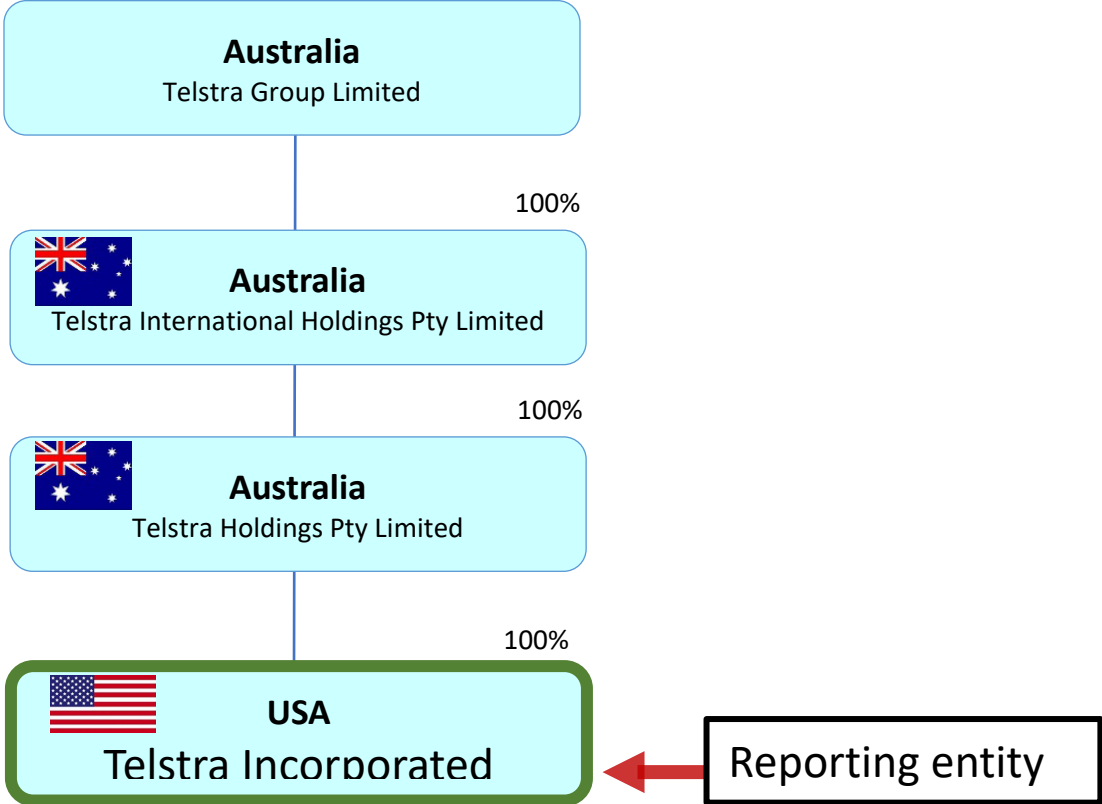 Australia
Telstra Group Limited
100%
Australia
Telstra International Holdings Pty Limited
100%
Australia
Telstra Holdings Pty Limited
100%
USA
Telstra Incorporated
Reporting entity